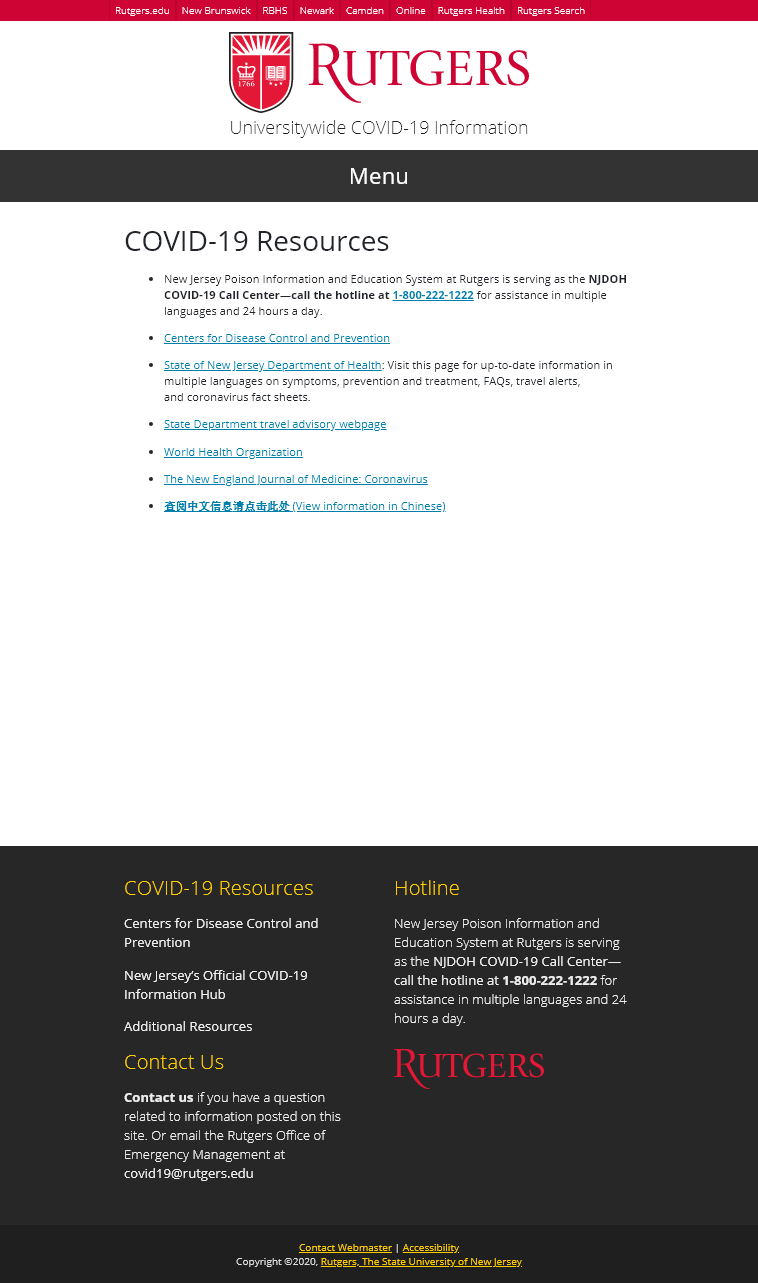 Rutgers.edu New Brunswick RBHS Newark Camden Online Rutgers Health Rutgers Search
1766
RUTGERS
Universitywide COVID-19 Information
Menu
COVID-19 Resources
• New Jersey Poison Information and Education System at Rutgers is serving as the NJDOH
COVID-19 Call Center—call the hotline at 1-800-222-1222 for assistance in multiple
languages and 24 hours a day.
• Centers for Disease Control and Prevention
• State of New Jersey Department of Health: Visit this page for up-to-date information in
multiple languages on symptoms, prevention and treatment, FAQs, travel alerts,
and coronavirus fact sheets.
• State Department travel advisory webpage
• World Health Organization
• The New England Journal of Medicine: Coronavirus
• 查阅中文信息请点击此处 (View information in Chinese)
COVID-19 Resources
Centers for Disease Control and
Prevention
New Jersey’s Official COVID-19
Information Hub
Additional Resources
Contact Us
Contact us if you have a question
related to information posted on this
site. Or email the Rutgers Office of
Emergency Management at
covid19@rutgers.edu
Hotline
New Jersey Poison Information and
Education System at Rutgers is serving
as the NJDOH COVID-19 Call Center—
call the hotline at 1-800-222-1222 for
assistance in multiple languages and 24
hours a day.
RUTGERS
Contact Webmaster | Accessibility
Copyright ©2020, Rutgers, The State University of New Jersey